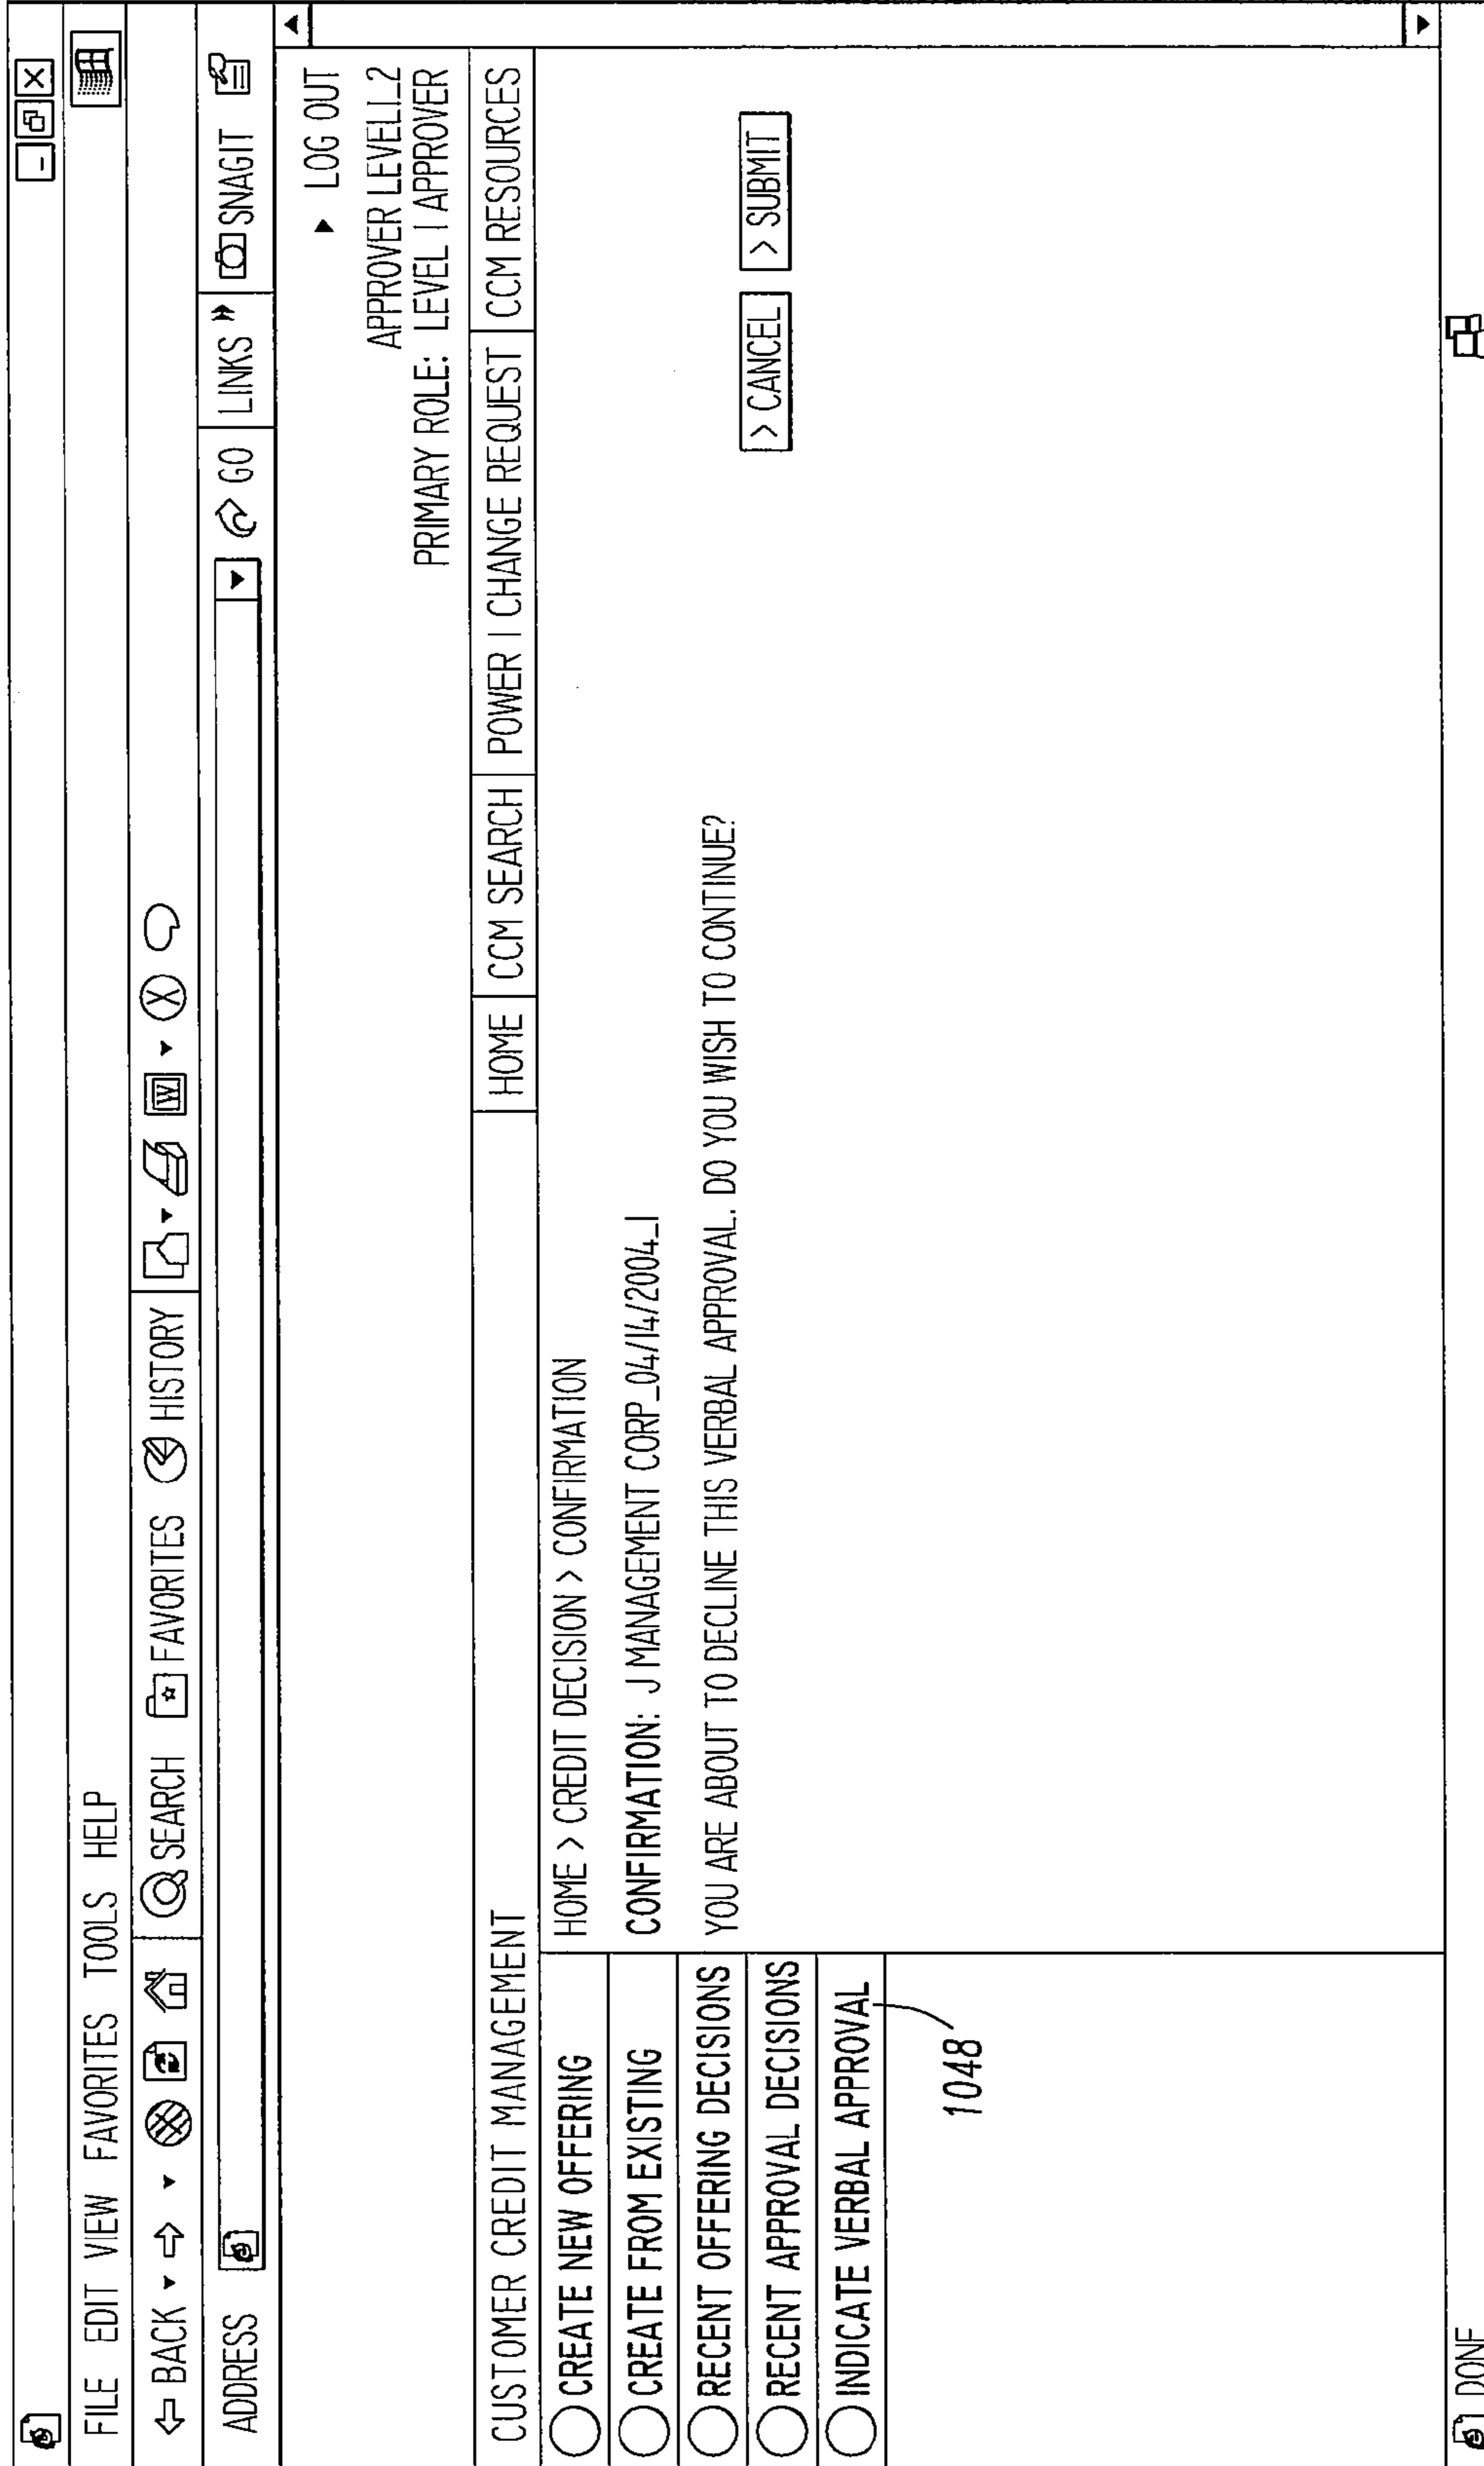 FILE EDIT VIEW FAVORITES TOOLS HELP
BACK SEARCH FAVORITES HISTORY
ADDRESS GO LINKS » SNAGIT
LOG OUT
APPROVER LEVEL1_2
PRIMARY ROLE: LEVEL 1 APPROVER
CUSTOMER CREDIT MANAGEMENT HOME CCM SEARCH POWER 1 CHANGE REQUEST CCM RESOURCES
CREATE NEW OFFERING
CREATE FROM EXISTING
RECENT OFFERING DECISIONS
RECENT APPROVAL DECISIONS
INDICATE VERBAL APPROVAL
1048
HOME > CREDIT DECISION > CONFIRMATION
CONFIRMATION: J MANAGEMENT CORP_04/14/2004_1
YOU ARE ABOUT TO DECLINE THIS VERBAL APPROVAL. DO YOU WISH TO CONTINUE?
> CANCEL > SUBMIT
DONE